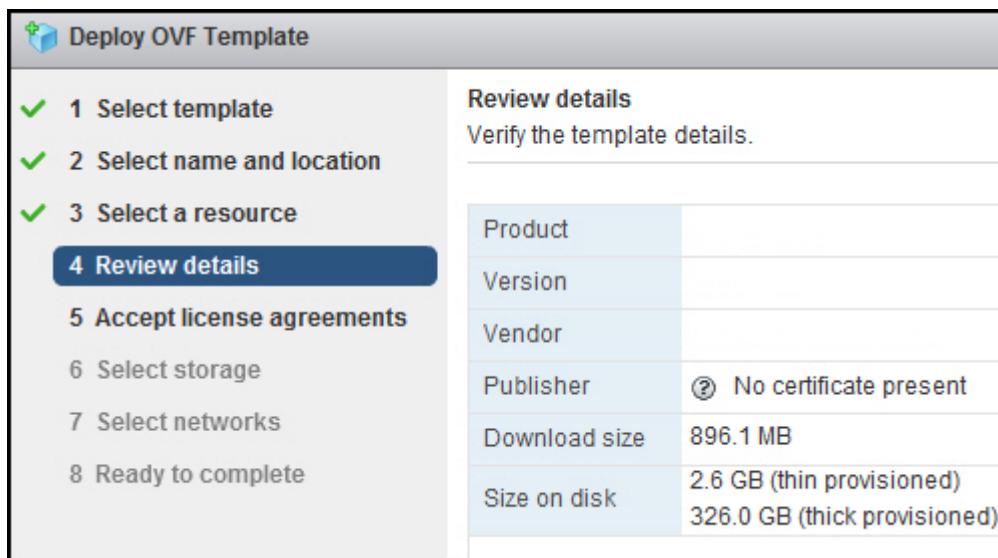 Deploy OVF Template
1 Select template
2 Select name and location
3 Select a resource
4 Review details
5 Accept license agreements
6 Select storage
7 Select networks
8 Ready to complete
Review details
Verify the template details.
Product
Version
Vendor
Publisher ? No certificate present
Download size 896.1 MB
Size on disk 2.6 GB (thin provisioned)
326.0 GB (thick provisioned)